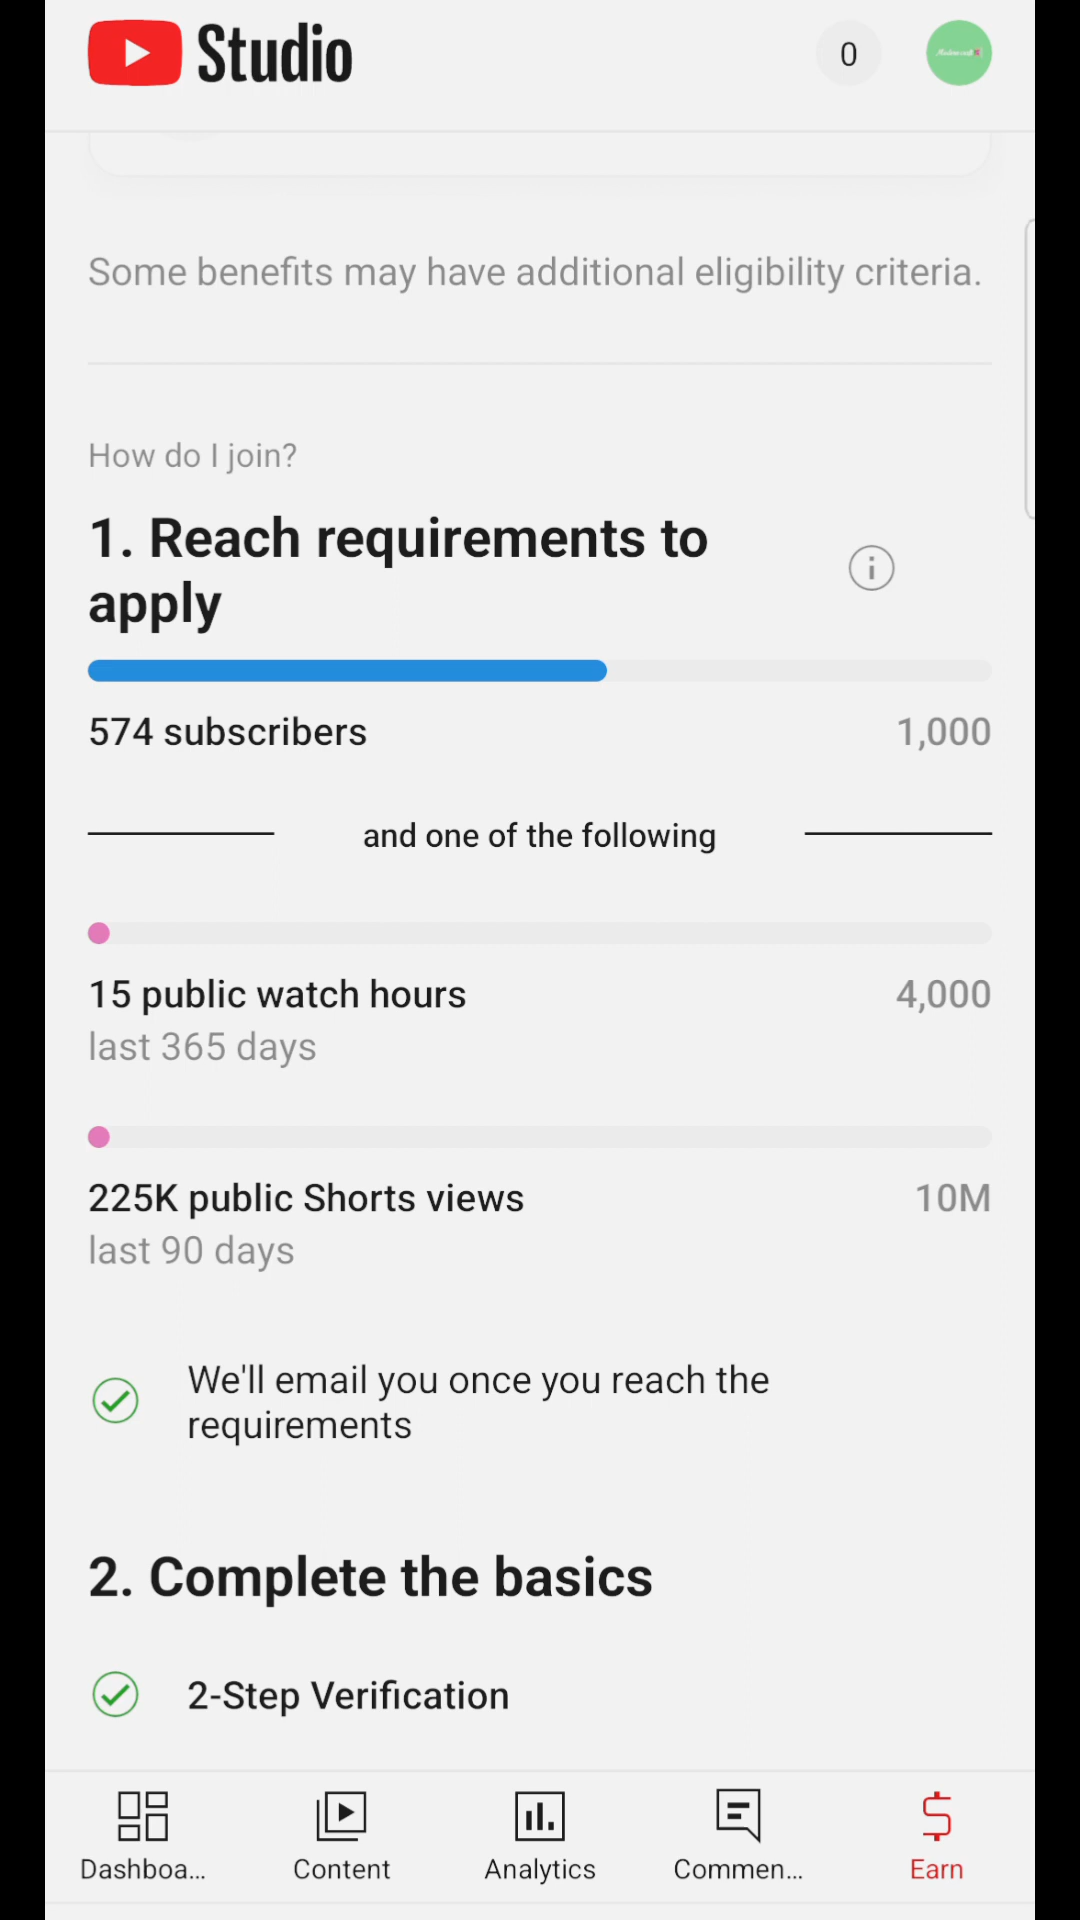 Studio
0
Some benefits may have additional eligibility criteria.
How do I join?
1. Reach requirements to
apply
574 subscribers 1,000
and one of the following
15 public watch hours 4,000
last 365 days
225K public Shorts views 10M
last 90 days
We'll email you once you reach the
requirements
2. Complete the basics
2-Step Verification
Dashboa... Content Analytics Commen... Earn